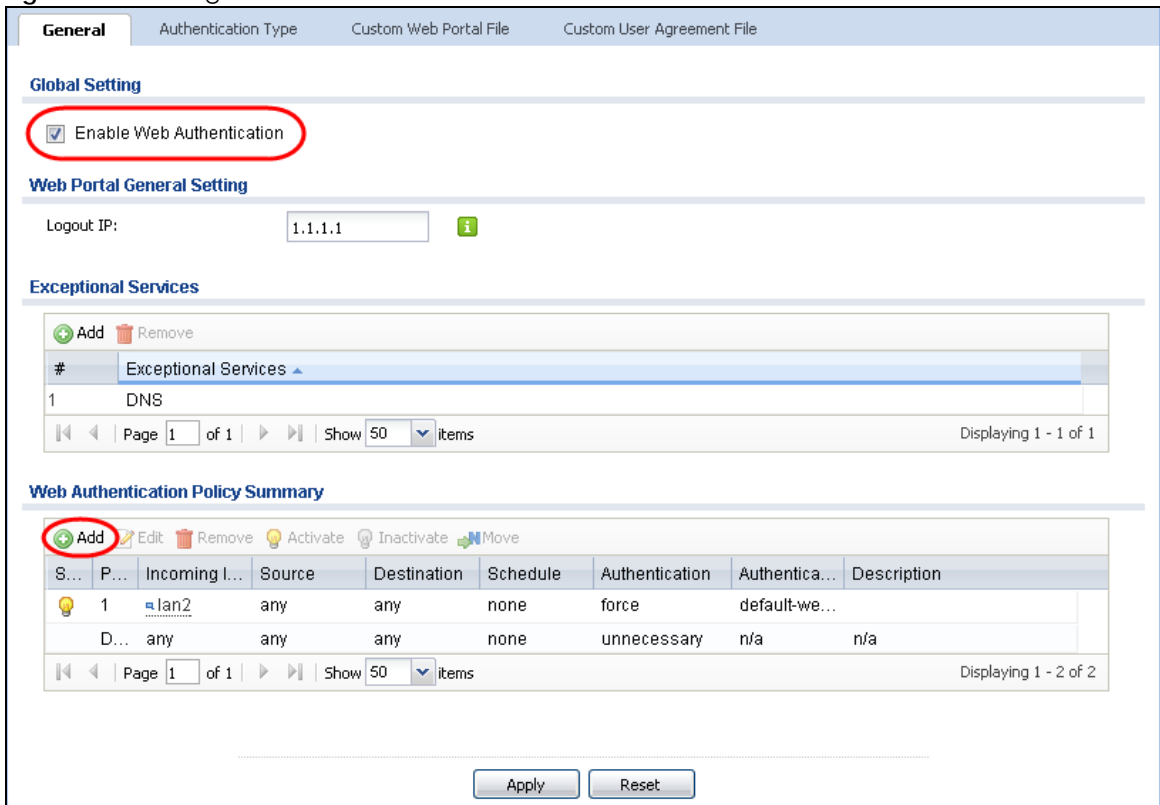 General Authentication Type Custom Web Portal File Custom User Agreement File
Global Setting
Enable Web Authentication
Web Portal General Setting
Logout IP: 1.1.1.1
Exceptional Services
Add Remove
# Exceptional Services
1 DNS
Page 1 of 1 Show 50 items Displaying 1 - 1 of 1
Web Authentication Policy Summary
Add Edit Remove Activate Inactivate Move
S... P... Incoming I... Source Destination Schedule Authentication Authentica... Description
1 lan2 any any none force default-we...
D... any any any none unnecessary n/a n/a
Page 1 of 1 Show 50 items Displaying 1 - 2 of 2
Apply Reset